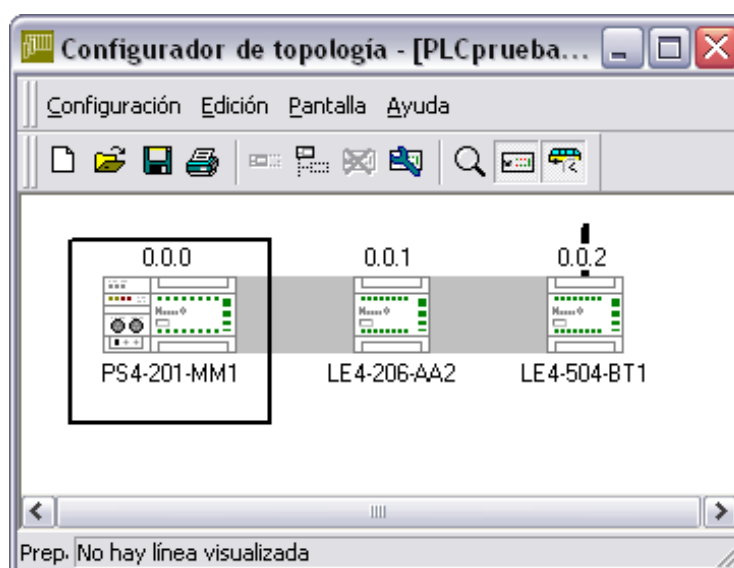 Configurador de topología - [PLCprueba...
Configuración Edición Pantalla Ayuda
0.0.0 0.0.1 0.0.2
PS4-201-MM1 LE4-206-AA2 LE4-504-BT1
Prep. No hay línea visualizada